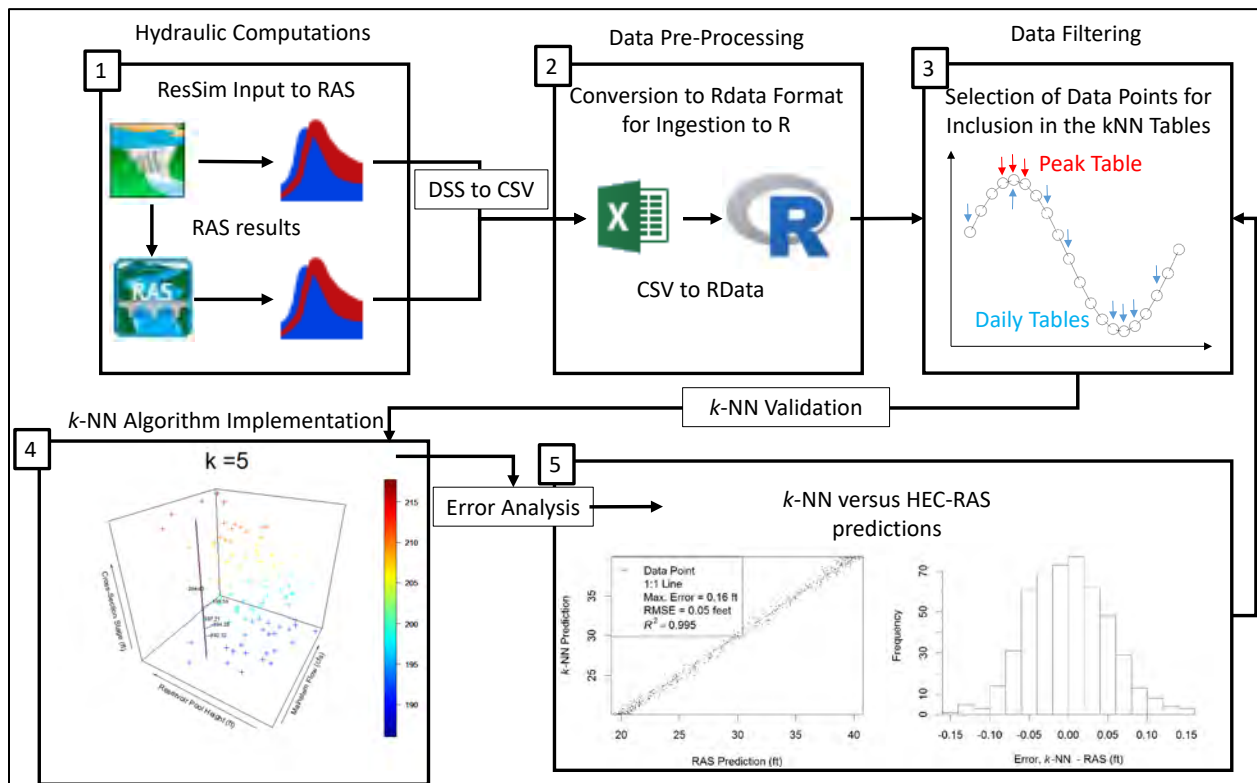 Hydraulic Computations
Data Pre-Processing
Data Filtering
1
ResSim Input to RAS
RAS results
RAS
DSS to CSV
2
Conversion to Rdata Format
for Ingestion to R
X
R
CSV to RData
3
Selection of Data Points for
Inclusion in the kNN Tables
Peak Table
Daily Tables
k-NN Validation
k-NN Algorithm Implementation
4
k =5
Cross-Section Stage (ft)
Reservoir Pool Height (ft)
Mainstem Flow (cfs)
215
210
205
200
195
190
Error Analysis
5
k-NN versus HEC-RAS
predictions
Data Point
1:1 Line
Max. Error = 0.16 ft
RMSE = 0.05 feet
R² = 0.995
k-NN Prediction
35
30
25
20
25
30
35
40
RAS Prediction (ft)
Frequency
70
50
30
0
-0.15
-0.05
0.00
0.05
0.10
0.15
Error, k-NN - RAS (ft)